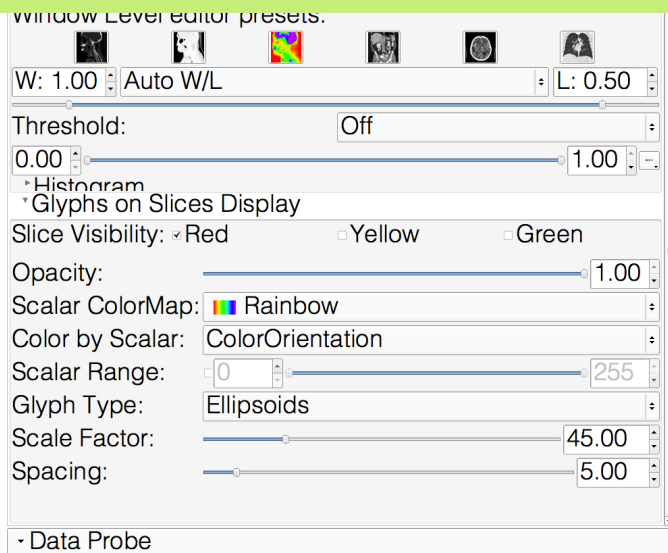 Window Level editor presets:
W: 1.00 Auto W/L L: 0.50
Threshold: Off
0.00 1.00
Histogram
Glyphs on Slices Display
Slice Visibility: Red Yellow Green
Opacity: 1.00
Scalar ColorMap: Rainbow
Color by Scalar: ColorOrientation
Scalar Range: 0 255
Glyph Type: Ellipsoids
Scale Factor: 45.00
Spacing: 5.00
Data Probe